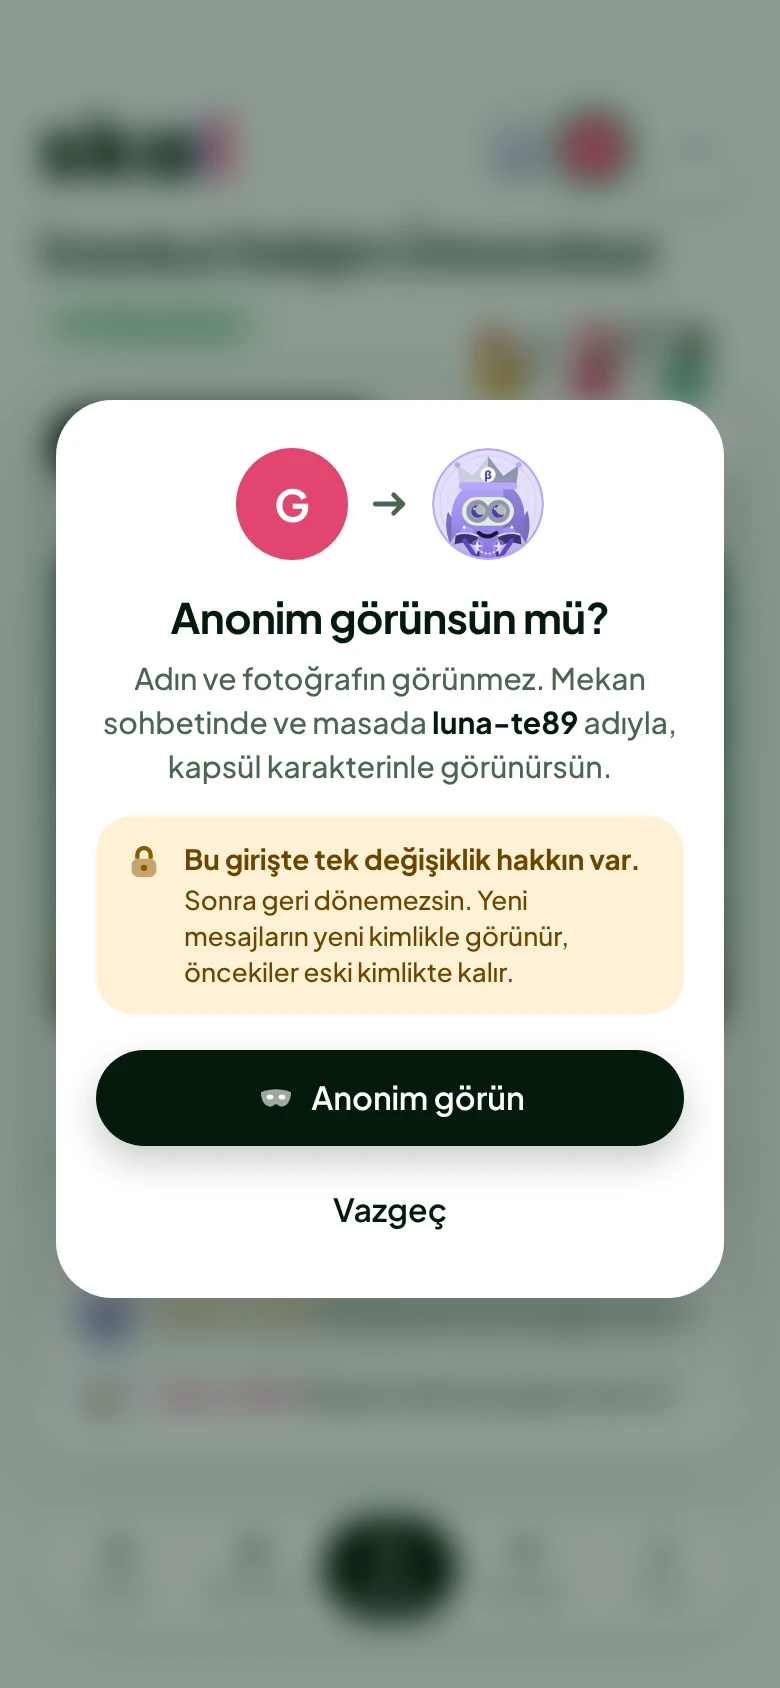 G
β
Anonim görünsün mü?
Adın ve fotoğrafın görünmez. Mekan
sohbetinde ve masada luna-te89 adıyla,
kapsül karakterinle görünürsün.
Bu girişte tek değişiklik hakkın var.
Sonra geri dönemezsin. Yeni
mesajların yeni kimlikle görünür,
öncekiler eski kimlikte kalır.
Anonim görün
Vazgeç